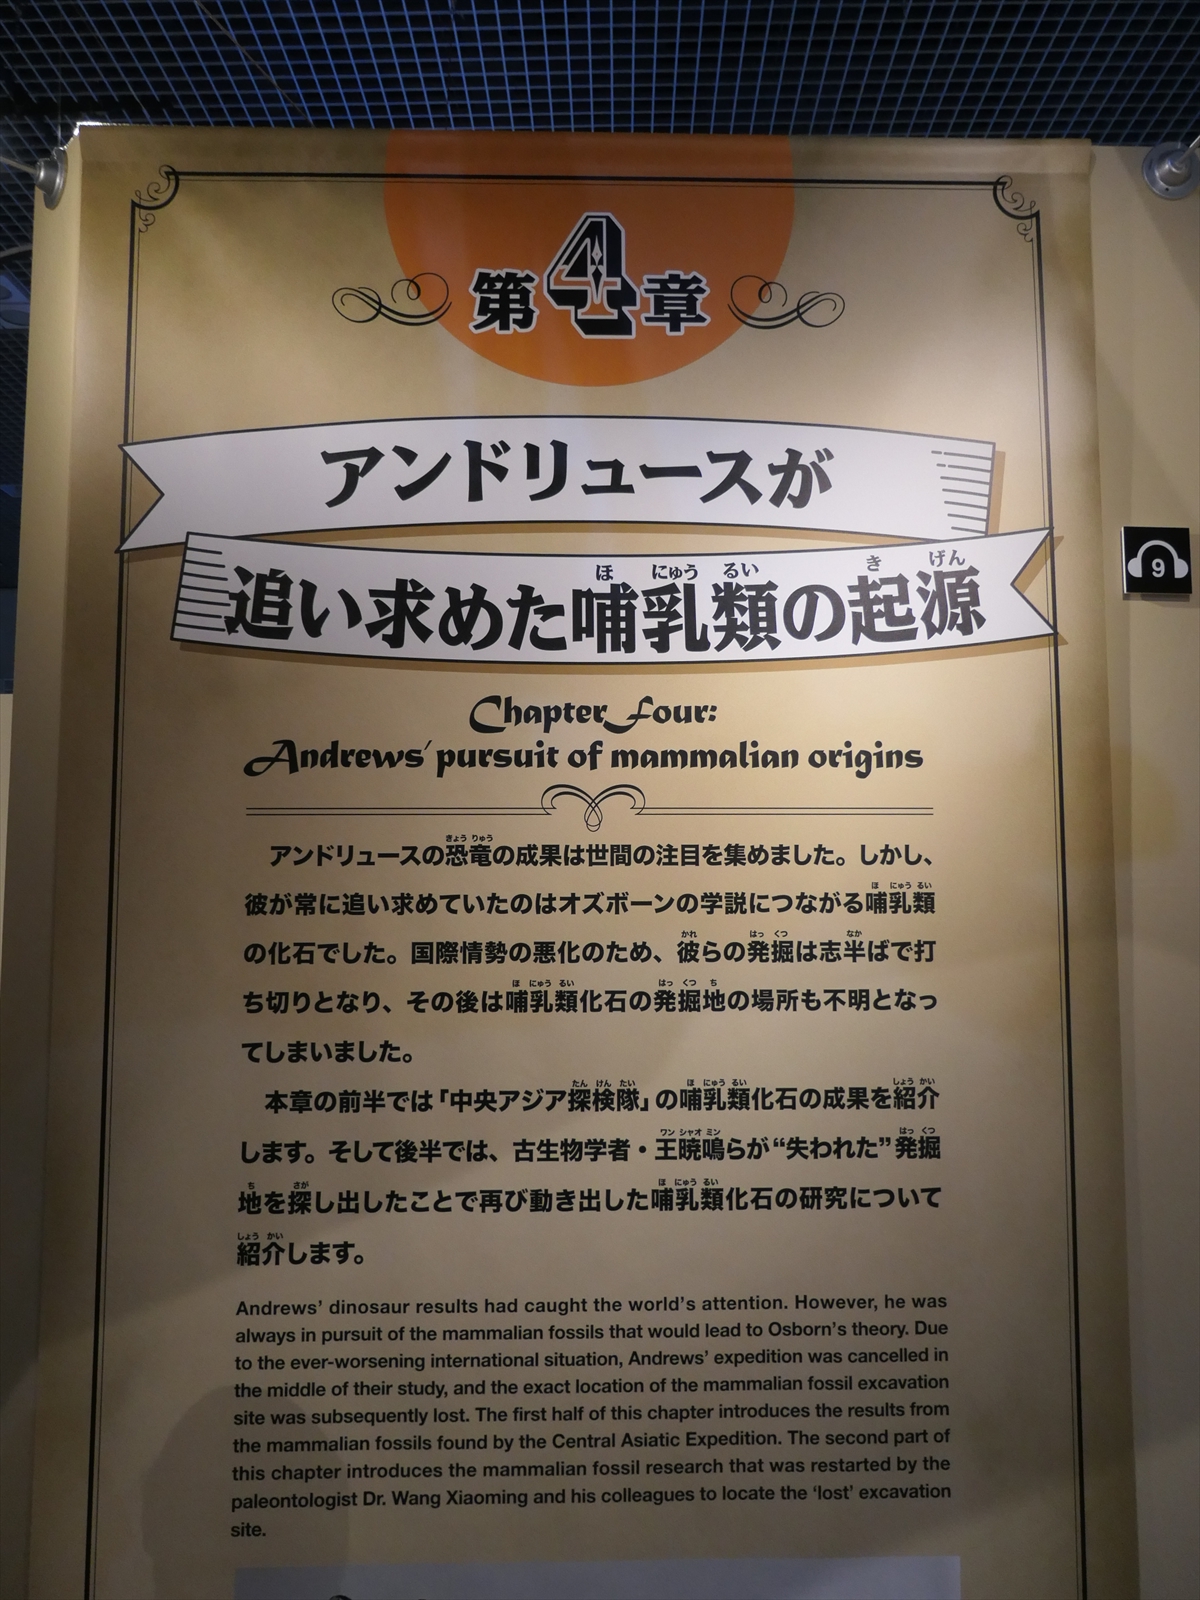 第4章
アンドリュースが
追い求めた哺乳類の起源
ほ にゅう るい き げん
9
Chapter Four:
Andrews' pursuit of mammalian origins
きょう りゅう
アンドリュースの恐竜の成果は世間の注目を集めました。しかし、
ほ にゅう るい
彼が常に追い求めていたのはオズボーンの学説につながる哺乳類
かれ はっ くつ なか
の化石でした。国際情勢の悪化のため、彼らの発掘は志半ばで打
ほ にゅう るい はっ くつ ち
ち切りとなり、その後は哺乳類化石の発掘地の場所も不明となっ
てしまいました。
たん けん たい ほ にゅう るい しょう かい
本章の前半では「中央アジア探検隊」の哺乳類化石の成果を紹介
ワン シャオ ミン はっ くつ
します。そして後半では、古生物学者・王暁鳴らが“失われた”発掘
ち さが ほ にゅう るい
地を探し出したことで再び動き出した哺乳類化石の研究について
しょう かい
紹介します。
Andrews’ dinosaur results had caught the world’s attention. However, he was
always in pursuit of the mammalian fossils that would lead to Osborn’s theory. Due
to the ever-worsening international situation, Andrews’ expedition was cancelled in
the middle of their study, and the exact location of the mammalian fossil excavation
site was subsequently lost. The first half of this chapter introduces the results from
the mammalian fossils found by the Central Asiatic Expedition. The second part of
this chapter introduces the mammalian fossil research that was restarted by the
paleontologist Dr. Wang Xiaoming and his colleagues to locate the ‘lost’ excavation
site.